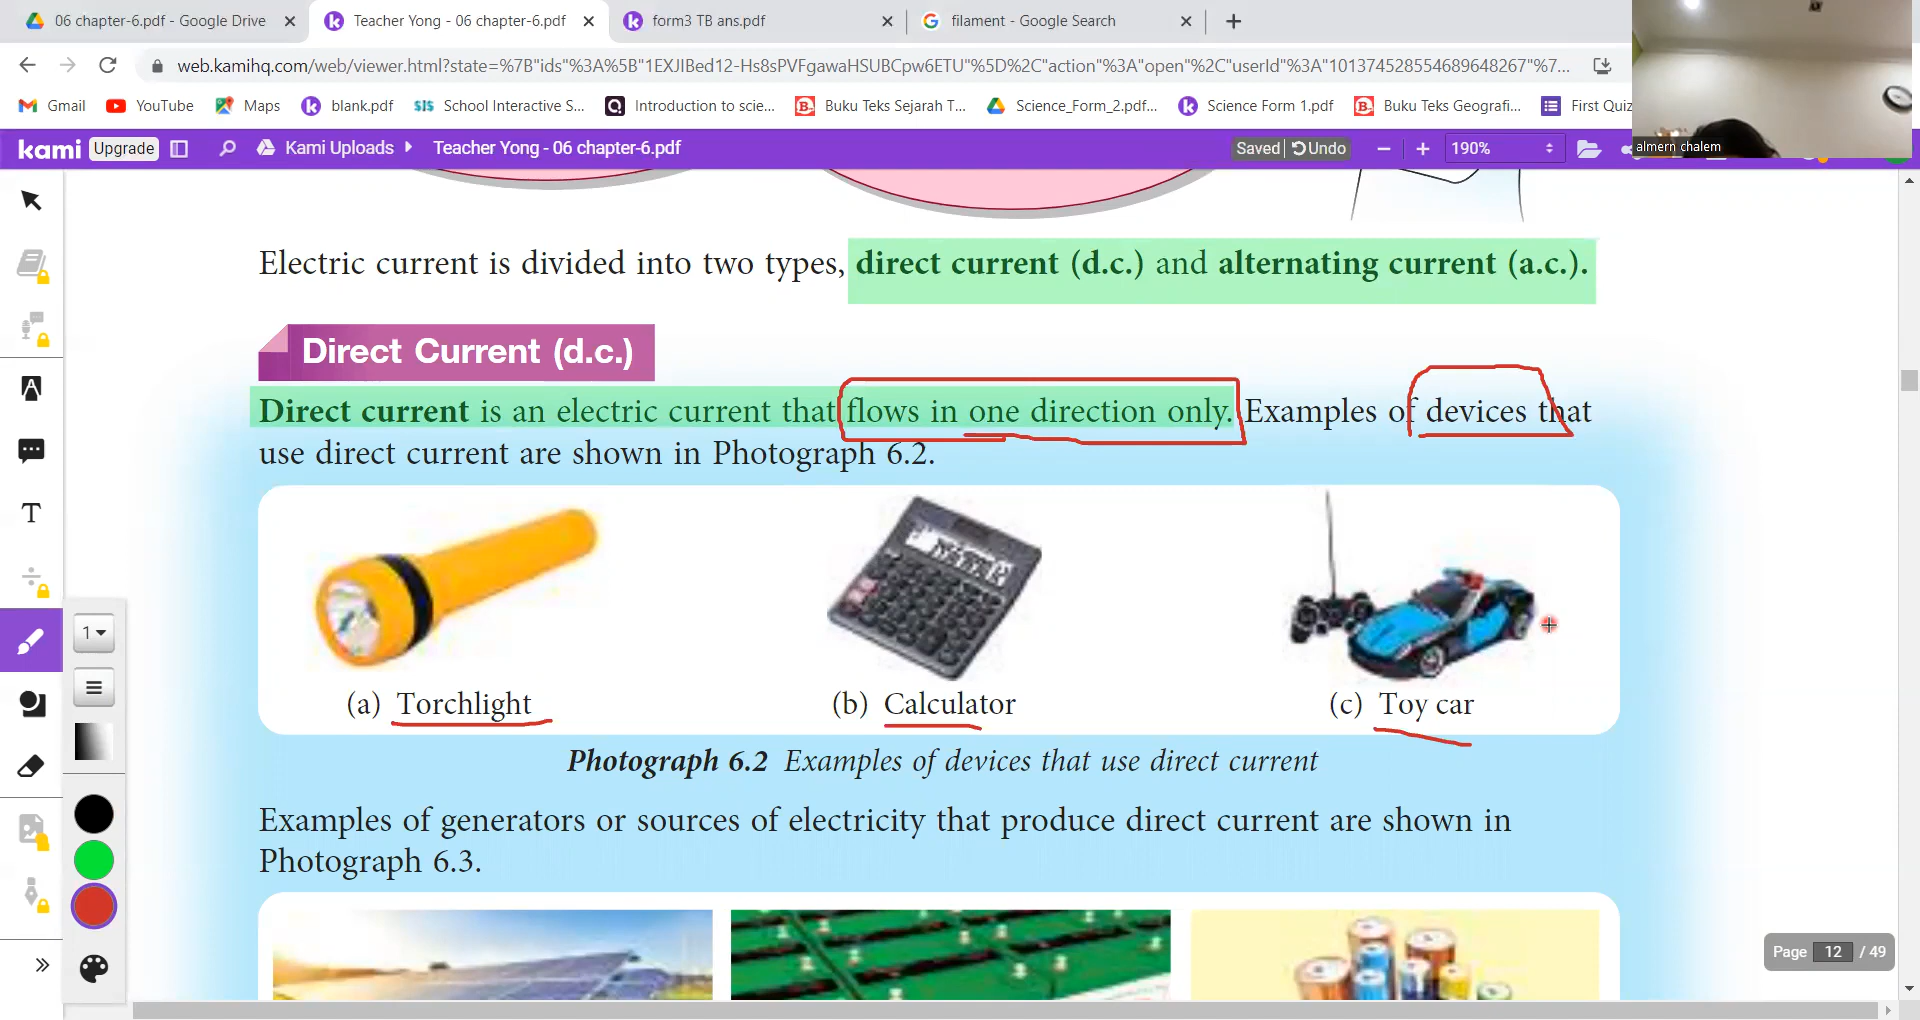 06 chapter-6.pdf - Google Drive
Teacher Yong - 06 chapter-6.pdf
form3 TB ans.pdf
filament - Google Search
web.kamihq.com/web/viewer.html?state=%7B"ids"%3A%5B"1EXJIBed12-Hs8sPVFgawaHSUBCpw6ETU"%5D%2C"action"%3A"open"%2C"userId"%3A"101374528554689648267"%7...
Gmail
YouTube
Maps
blank.pdf
School Interactive S...
Introduction to scie...
Buku Teks Sejarah T...
Science_Form_2.pdf...
Science Form 1.pdf
Buku Teks Geografi...
First Quiz
almern chalem
kami
Upgrade
Kami Uploads
Teacher Yong - 06 chapter-6.pdf
Saved
Undo
190%
Electric current is divided into two types, direct current (d.c.) and alternating current (a.c.).
Direct Current (d.c.)
Direct current is an electric current that flows in one direction only. Examples of devices that
use direct current are shown in Photograph 6.2.
(a) Torchlight
(b) Calculator
(c) Toy car
Photograph 6.2 Examples of devices that use direct current
Examples of generators or sources of electricity that produce direct current are shown in
Photograph 6.3.
1
Page 12 / 49